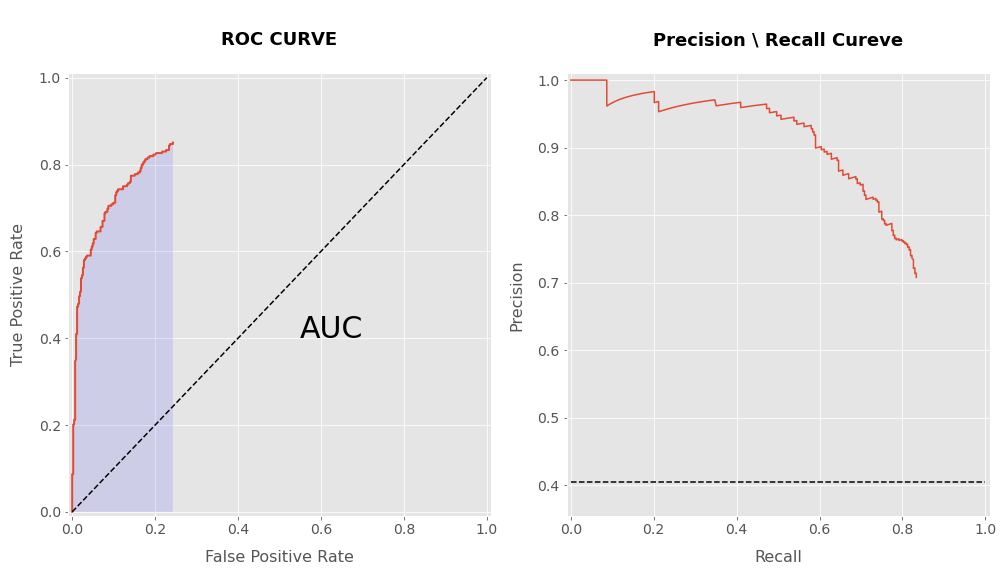 ROC CURVE
True Positive Rate
1.0
0.8
0.6
0.4
0.2
0.0
AUC
0.0 0.2 0.4 0.6 0.8 1.0
False Positive Rate
Precision \ Recall Cureve
Precision
1.0
0.9
0.8
0.7
0.6
0.5
0.4
0.0 0.2 0.4 0.6 0.8 1.0
Recall